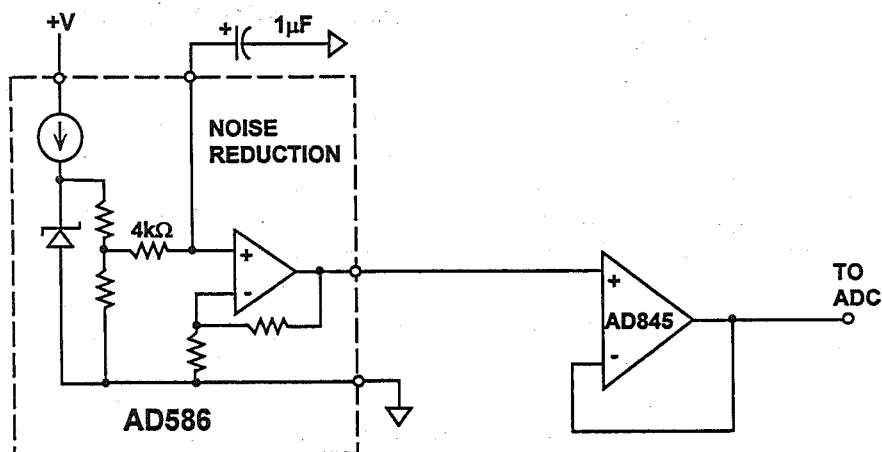 +V
+
1µF
NOISE
REDUCTION
4kΩ
+
-
AD586
+
AD845
-
TO
ADC